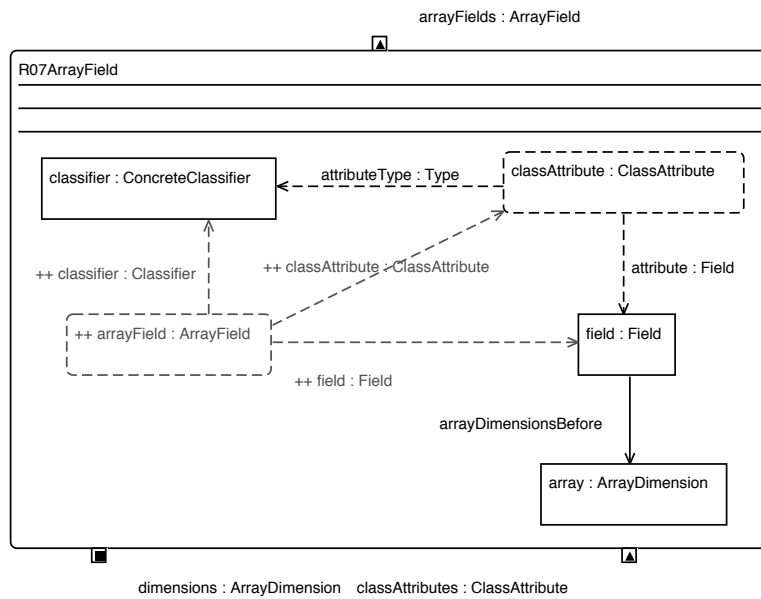 arrayFields : ArrayField
R07ArrayField
classifier : ConcreteClassifier
attributeType : Type
classAttribute : ClassAttribute
++ classifier : Classifier
++ classAttribute : ClassAttribute
attribute : Field
++ arrayField : ArrayField
field : Field
++ field : Field
arrayDimensionsBefore
array : ArrayDimension
dimensions : ArrayDimension
classAttributes : ClassAttribute